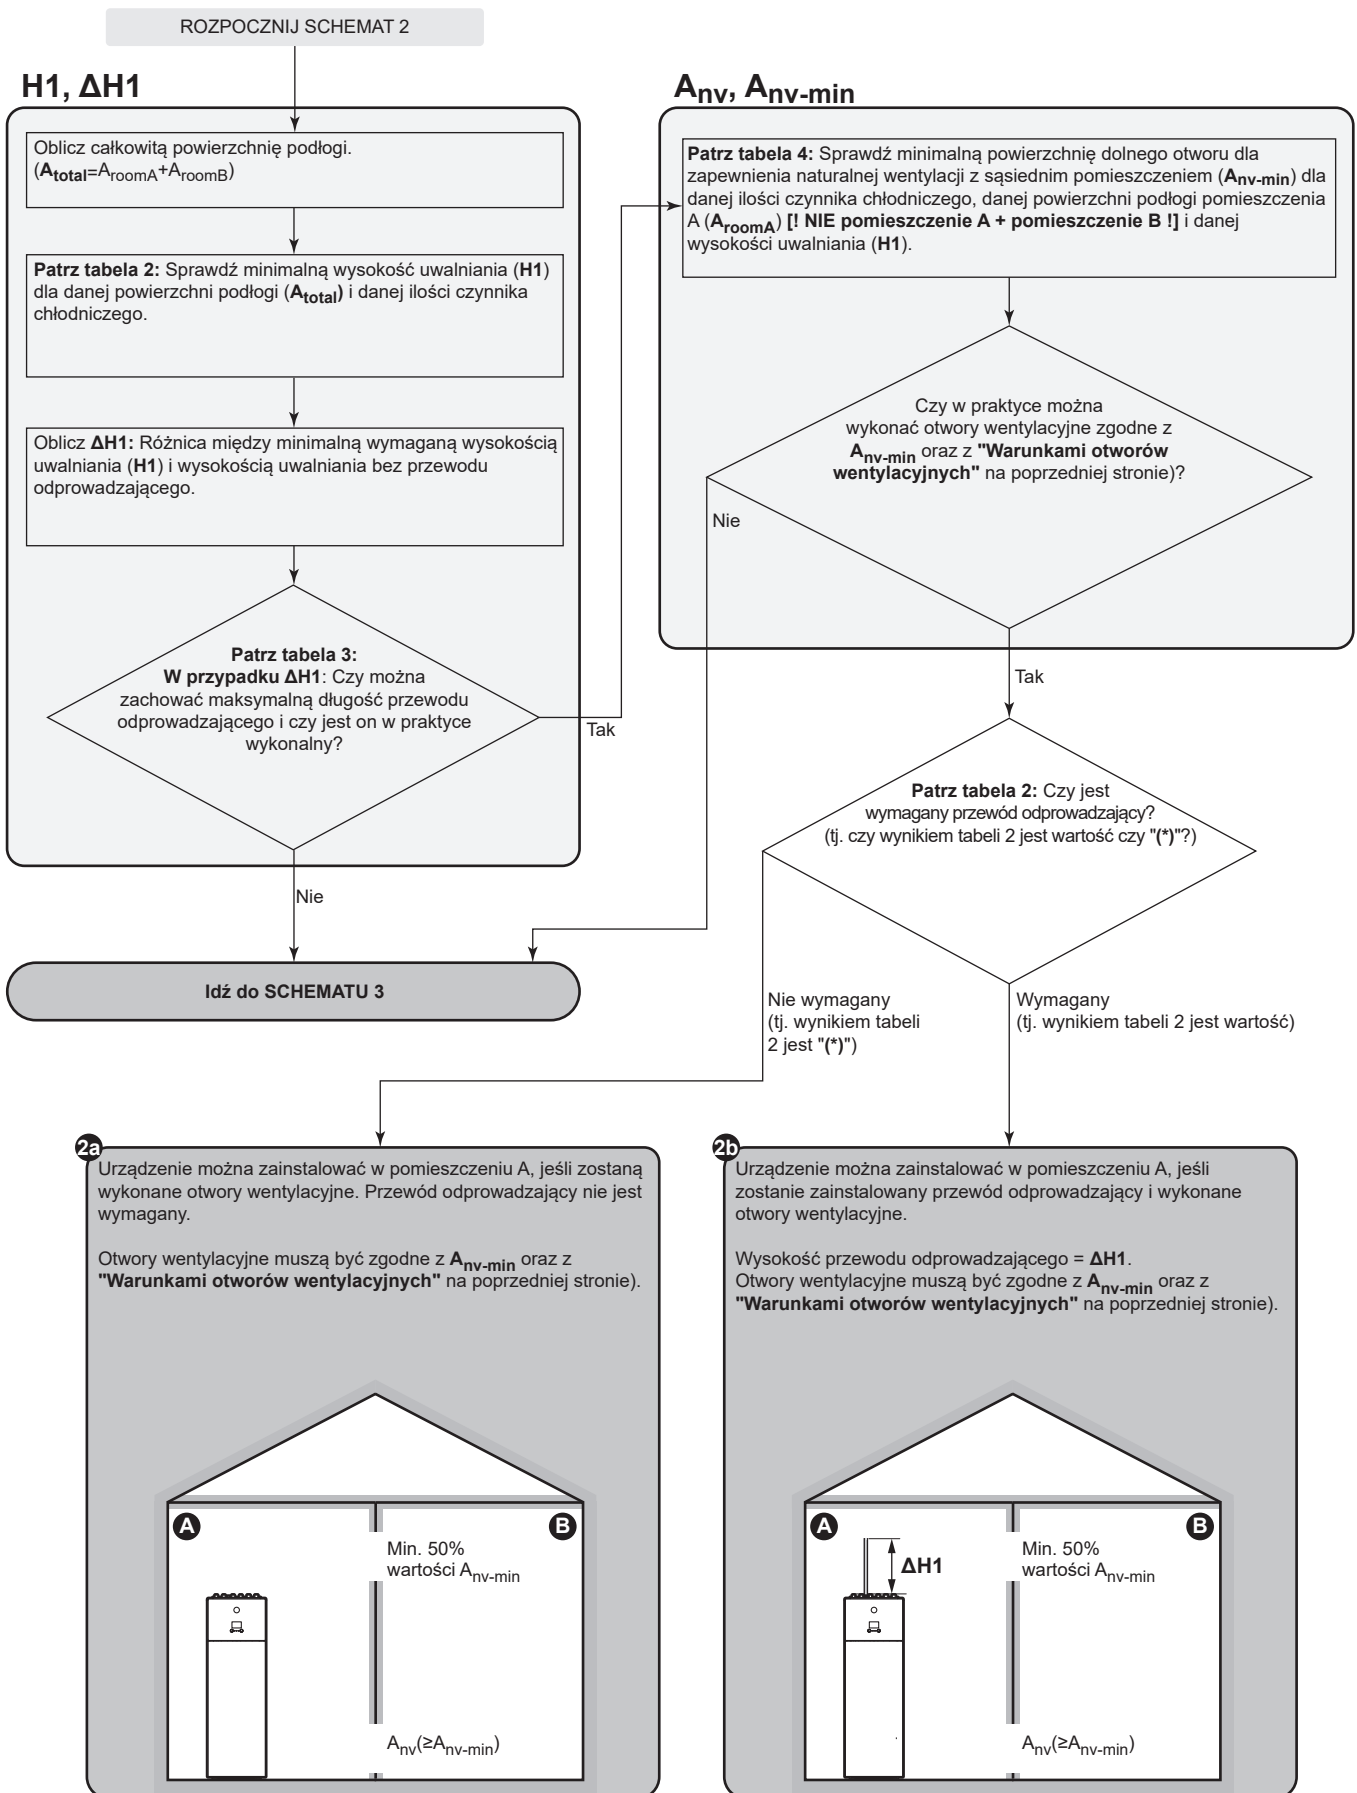 ROZPOCZNIJ SCHEMAT 2
H1, ΔH1
Oblicz całkowitą powierzchnię podłogi.
(Atotal=AroomA+AroomB)
Patrz tabela 2: Sprawdź minimalną wysokość uwalniania (H1)
dla danej powierzchni podłogi (Atotal) i danej ilości czynnika
chłodniczego.
Oblicz ΔH1: Różnica między minimalną wymaganą wysokością
uwalniania (H1) i wysokością uwalniania bez przewodu
odprowadzającego.
Patrz tabela 3:
W przypadku ΔH1: Czy można
zachować maksymalną długość przewodu
odprowadzającego i czy jest on w praktyce
wykonalny?
Tak
Nie
Idź do SCHEMATU 3
Anv, Anv-min
Patrz tabela 4: Sprawdź minimalną powierzchnię dolnego otworu dla
zapewnienia naturalnej wentylacji z sąsiednim pomieszczeniem (Anv-min) dla
danej ilości czynnika chłodniczego, danej powierzchni podłogi pomieszczenia
A (AroomA) [! NIE pomieszczenie A + pomieszczenie B !] i danej
wysokości uwalniania (H1).
Czy w praktyce można
wykonać otwory wentylacyjne zgodne z
Anv-min oraz z "Warunkami otworów
wentylacyjnych" na poprzedniej stronie)?
Nie
Tak
Patrz tabela 2: Czy jest
wymagany przewód odprowadzający?
(tj. czy wynikiem tabeli 2 jest wartość czy "(*)"?)
Nie wymagany
(tj. wynikiem tabeli
2 jest "(*)")
Wymagany
(tj. wynikiem tabeli 2 jest wartość)
2a
Urządzenie można zainstalować w pomieszczeniu A, jeśli zostaną
wykonane otwory wentylacyjne. Przewód odprowadzający nie jest
wymagany.
Otwory wentylacyjne muszą być zgodne z Anv-min oraz z
"Warunkami otworów wentylacyjnych" na poprzedniej stronie).
A
B
Min. 50%
wartości Anv-min
Anv(≥Anv-min)
2b
Urządzenie można zainstalować w pomieszczeniu A, jeśli
zostanie zainstalowany przewód odprowadzający i wykonane
otwory wentylacyjne.
Wysokość przewodu odprowadzającego = ΔH1.
Otwory wentylacyjne muszą być zgodne z Anv-min oraz z
"Warunkami otworów wentylacyjnych" na poprzedniej stronie).
A
B
ΔH1
Min. 50%
wartości Anv-min
Anv(≥Anv-min)